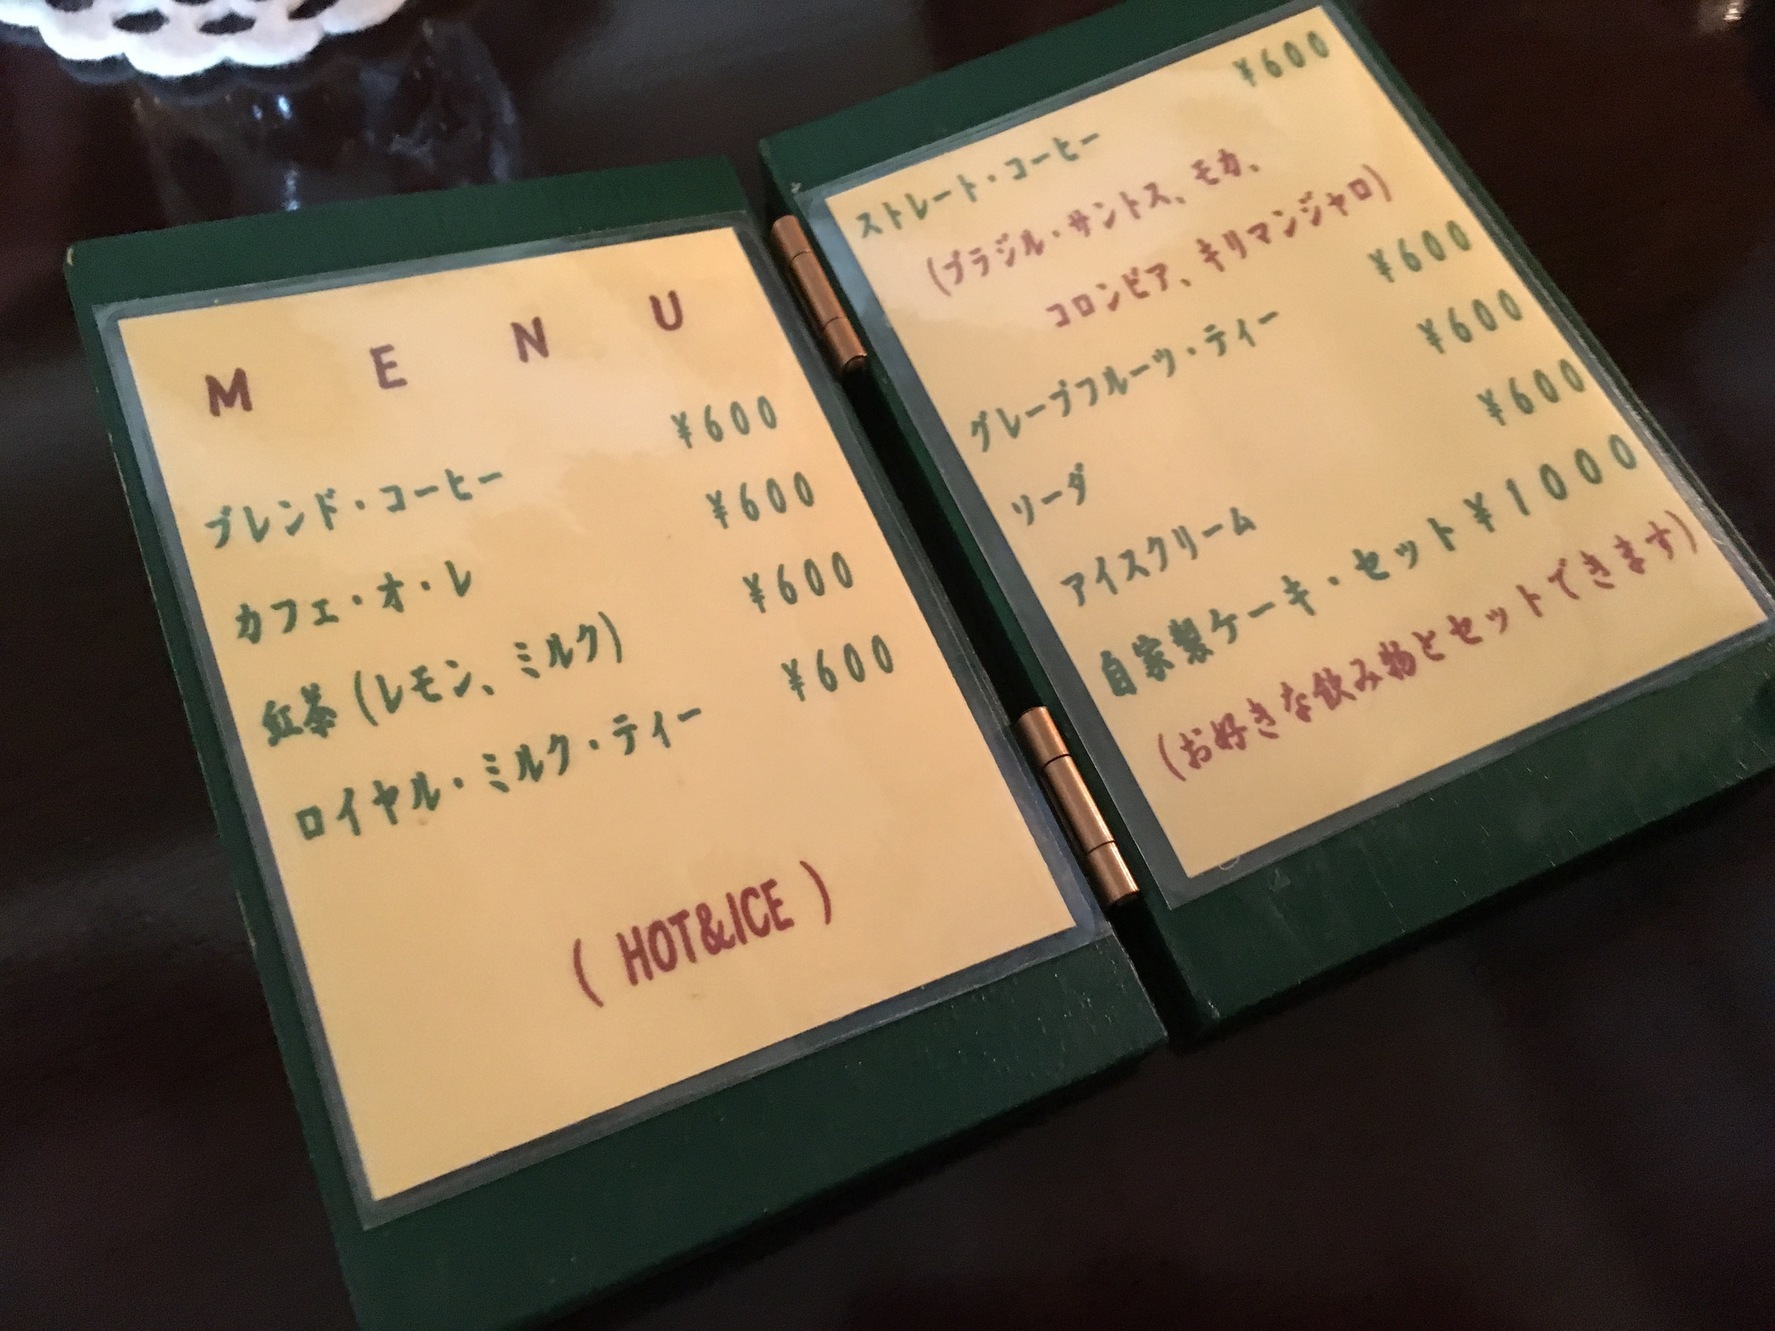 MENU
ブレンド・コーヒー ¥600
カフェ・オ・レ ¥600
紅茶(レモン、ミルク) ¥600
ロイヤル・ミルク・ティー ¥600
( HOT&ICE )
ストレート・コーヒー ¥600
(ブラジル・サントス、モカ、
コロンビア、キリマンジャロ)
グレープフルーツ・ティー ¥600
ソーダ ¥600
アイスクリーム ¥600
自家製ケーキ・セット ¥1000
(お好きな飲み物とセットできます)